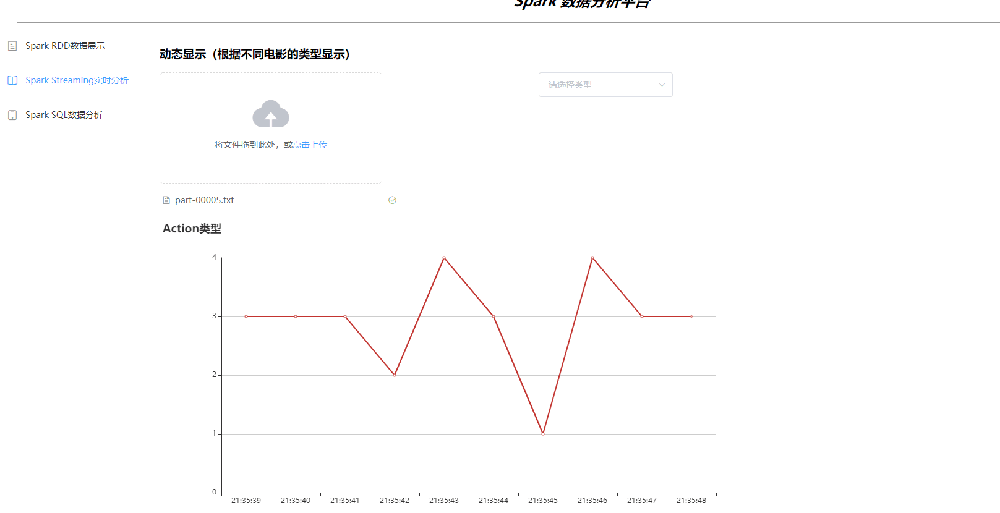 Spark 数据分析平台
Spark RDD数据展示
Spark Streaming实时分析
Spark SQL数据分析
动态显示（根据不同电影的类型显示）
请选择类型
将文件拖到此处，或点击上传
part-00005.txt
Action类型
4
3
2
1
0
21:35:39 21:35:40 21:35:41 21:35:42 21:35:43 21:35:44 21:35:45 21:35:46 21:35:47 21:35:48